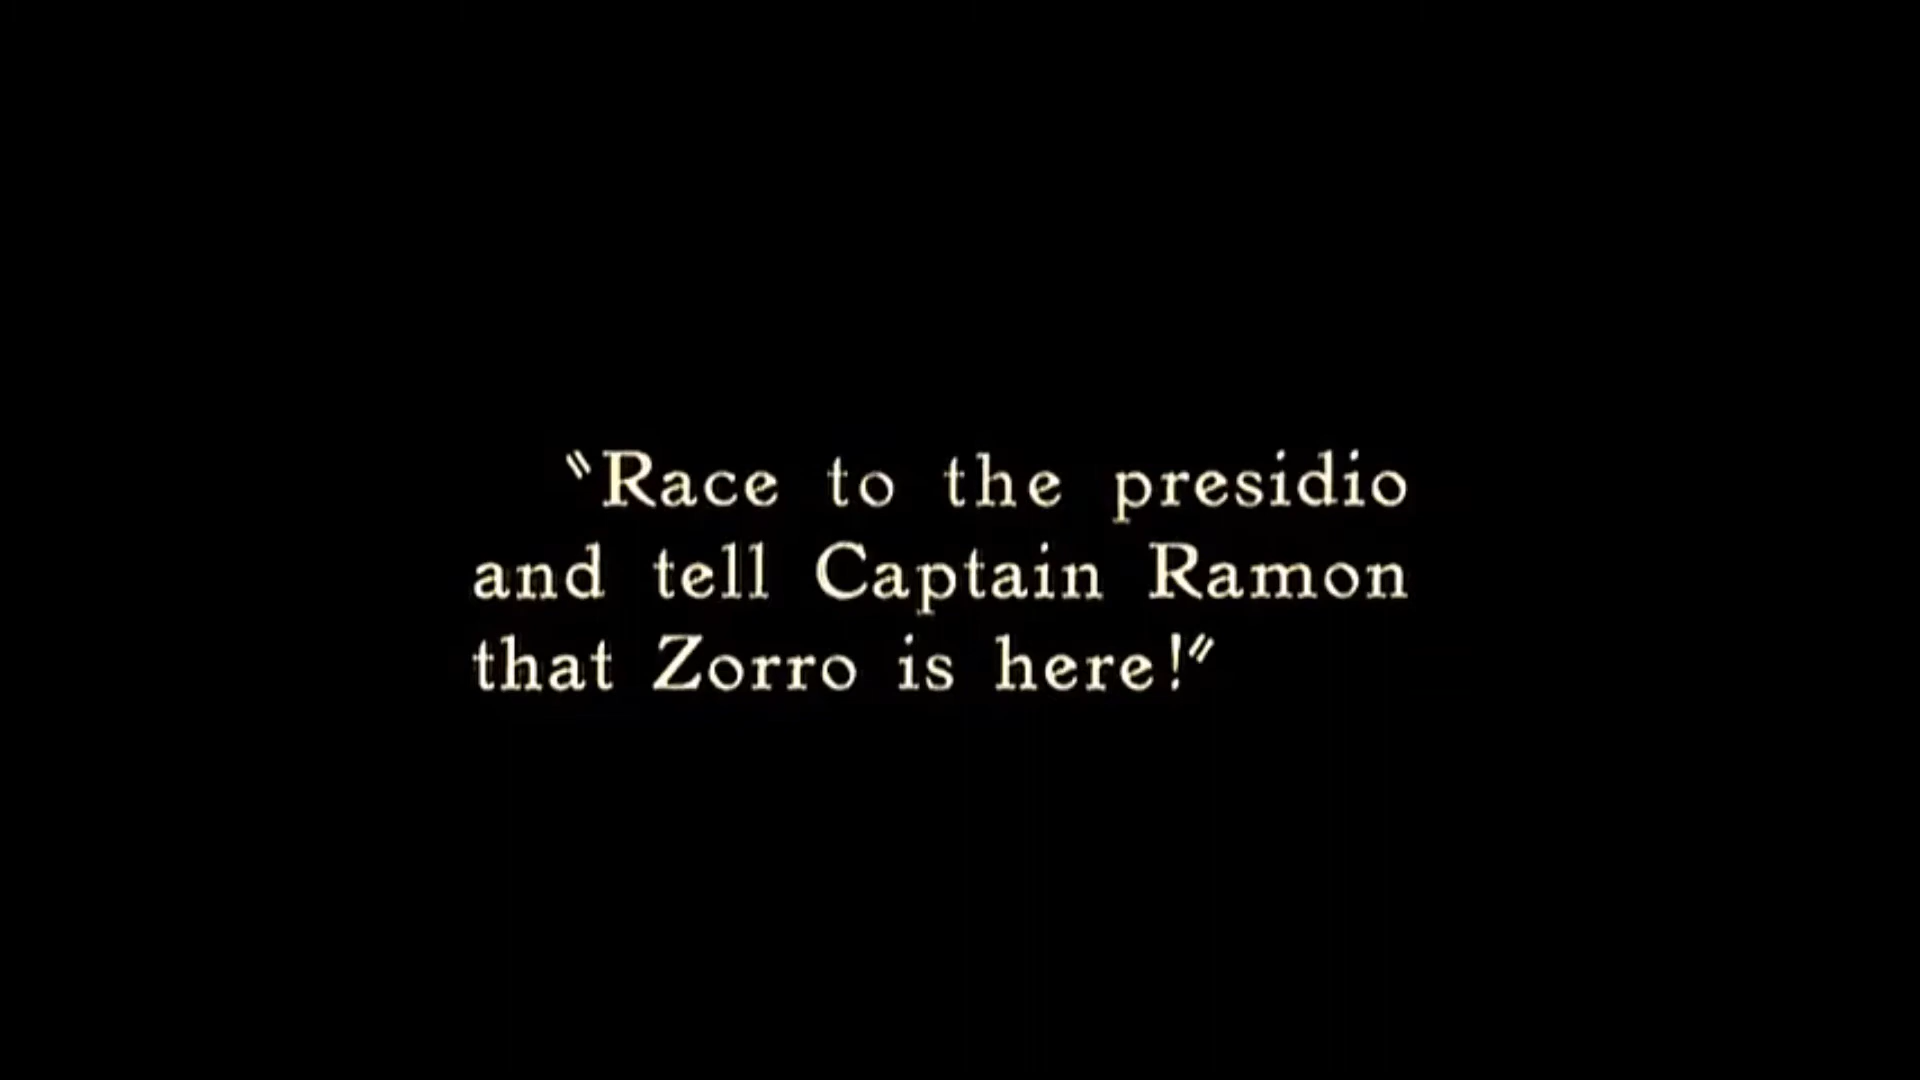 "Race to the presidio
and tell Captain Ramon
that Zorro is here!"